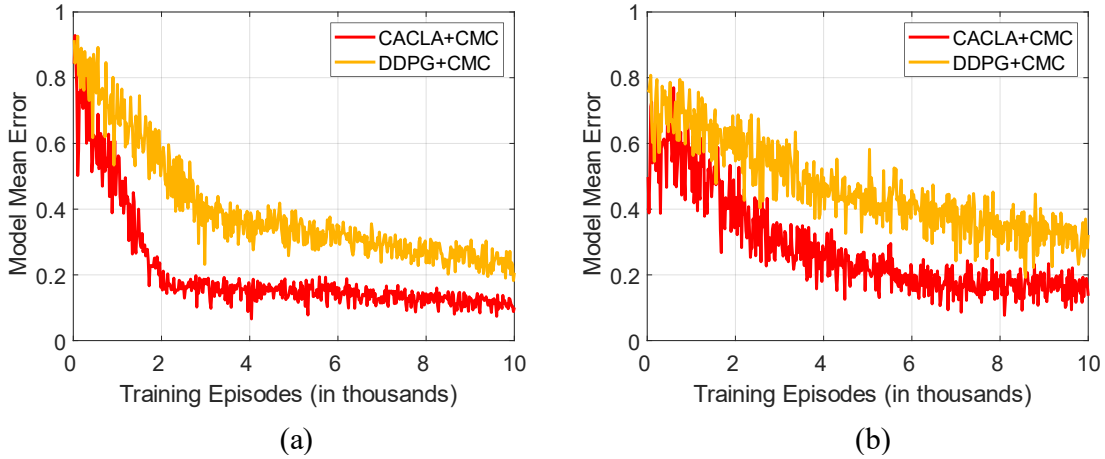 1
0.8
0.6
0.4
0.2
0
Model Mean Error
CACLA+CMC
DDPG+CMC
0 2 4 6 8 10
Training Episodes (in thousands)
(a)
1
0.8
0.6
0.4
0.2
0
Model Mean Error
CACLA+CMC
DDPG+CMC
0 2 4 6 8 10
Training Episodes (in thousands)
(b)